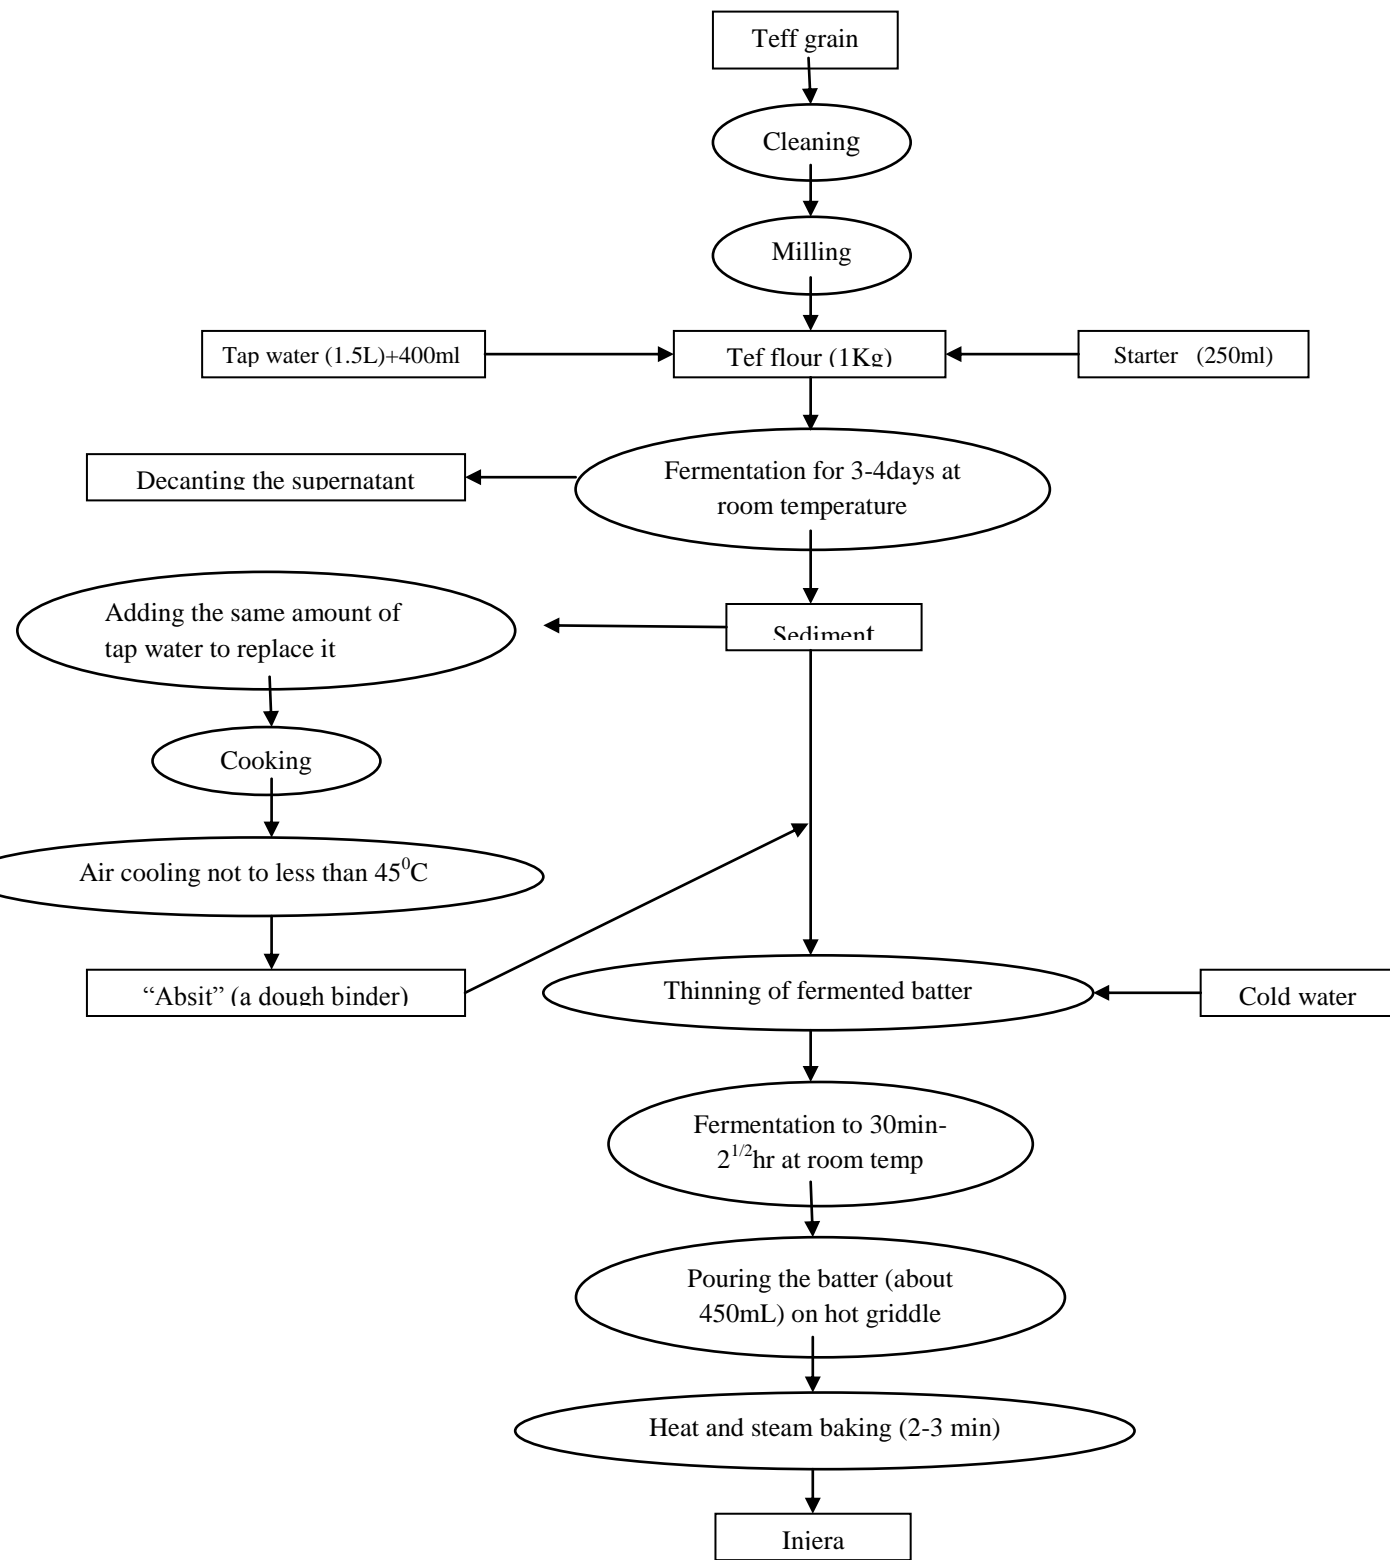 Teff grain
Cleaning
Milling
Tap water (1.5L)+400ml
Tef flour (1Kg)
Starter (250ml)
Fermentation for 3-4days at
room temperature
Decanting the supernatant
Adding the same amount of
tap water to replace it
Sediment
Cooking
Air cooling not to less than 45⁰C
“Absit” (a dough binder)
Thinning of fermented batter
Cold water
Fermentation to 30min-
2^1/2hr at room temp
Pouring the batter (about
450mL) on hot griddle
Heat and steam baking (2-3 min)
Injera